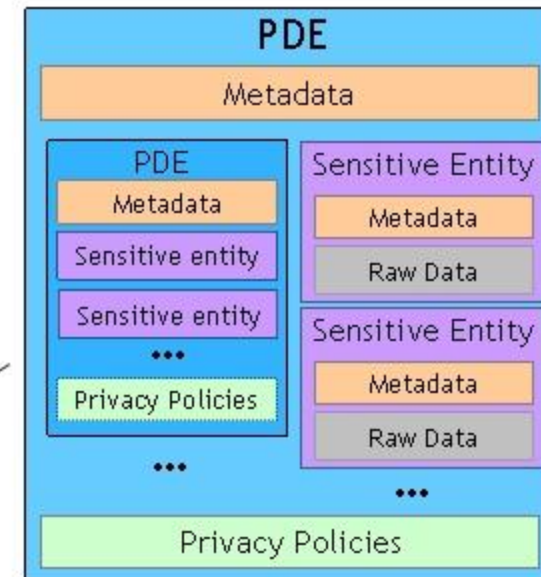 PDE
Metadata
PDE
Metadata
Sensitive entity
Sensitive entity
...
Privacy Policies
...
Sensitive Entity
Metadata
Raw Data
Sensitive Entity
Metadata
Raw Data
...
Privacy Policies